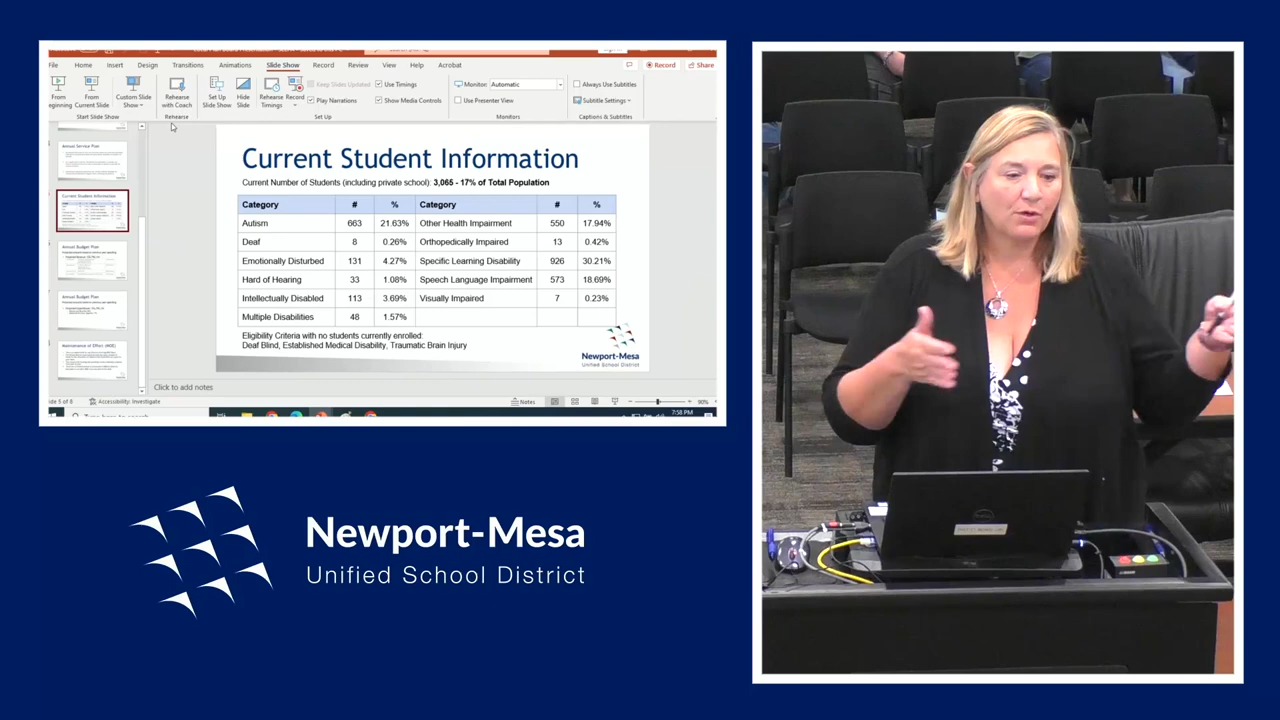 File Home Insert Design Transitions Animations Slide Show Record Review View Help Acrobat Record Share
From Beginning
From Current Slide
Custom Slide Show
Rehearse with Coach
Set Up Slide Show
Hide Slide
Rehearse Timings
Record
Keep Slides Updated
Use Timings
Play Narrations
Show Media Controls
Monitor: Automatic
Use Presenter View
Always Use Subtitles
Subtitle Settings
Start Slide Show Rehearse Set Up Monitors Captions & Subtitles
Annual Service Plan
Current Student Information
Annual Budget Plan
Annual Budget Plan
Maintenance of Effort (MOE)
Current Student Information
Current Number of Students (including private school): 3,065 - 17% of Total Population
Category # % Category # %
Autism 663 21.63% Other Health Impairment 550 17.94%
Deaf 8 0.26% Orthopedically Impaired 13 0.42%
Emotionally Disturbed 131 4.27% Specific Learning Disability 926 30.21%
Hard of Hearing 33 1.08% Speech Language Impairment 573 18.69%
Intellectually Disabled 113 3.69% Visually Impaired 7 0.23%
Multiple Disabilities 48 1.57%
Eligibility Criteria with no students currently enrolled:
Deaf Blind, Established Medical Disability, Traumatic Brain Injury
Newport-Mesa
Unified School District
Click to add notes
Accessibility: Investigate Notes 90%
7:58 PM
Newport-Mesa
Unified School District
DELL